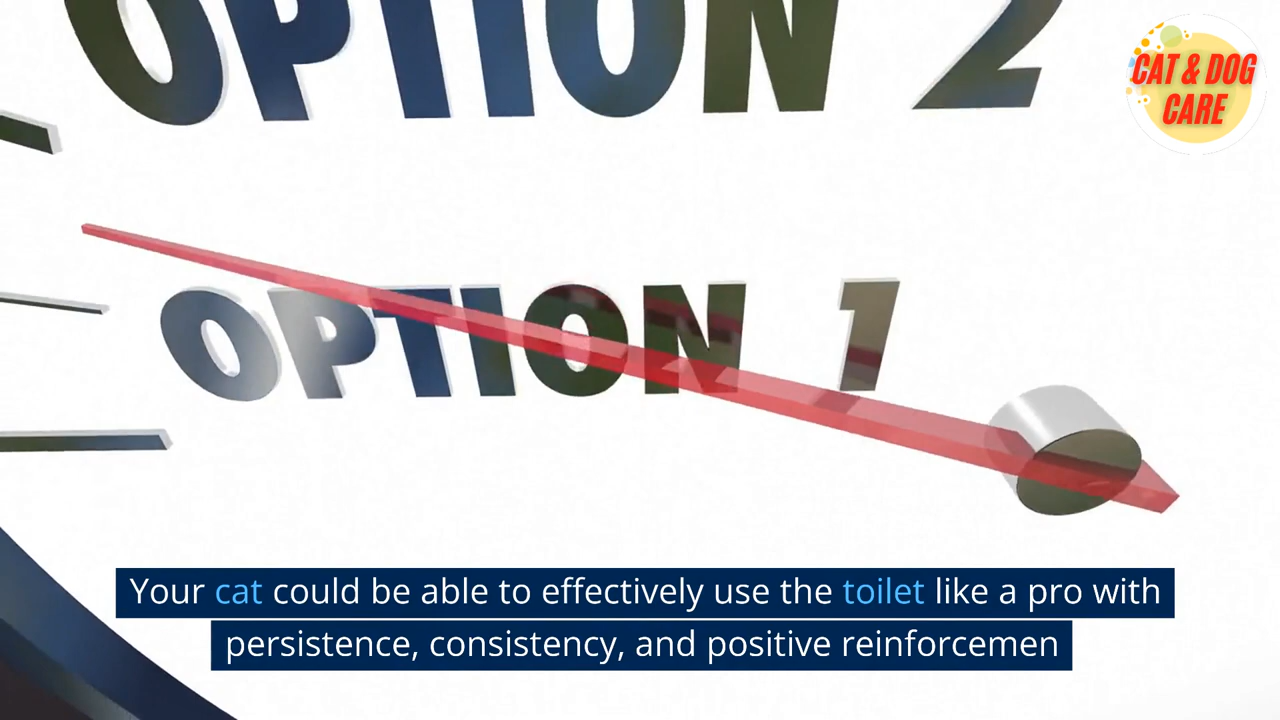 OPTION 2
CAT & DOG
CARE
OPTION 1
Your cat could be able to effectively use the toilet like a pro with
persistence, consistency, and positive reinforcemen